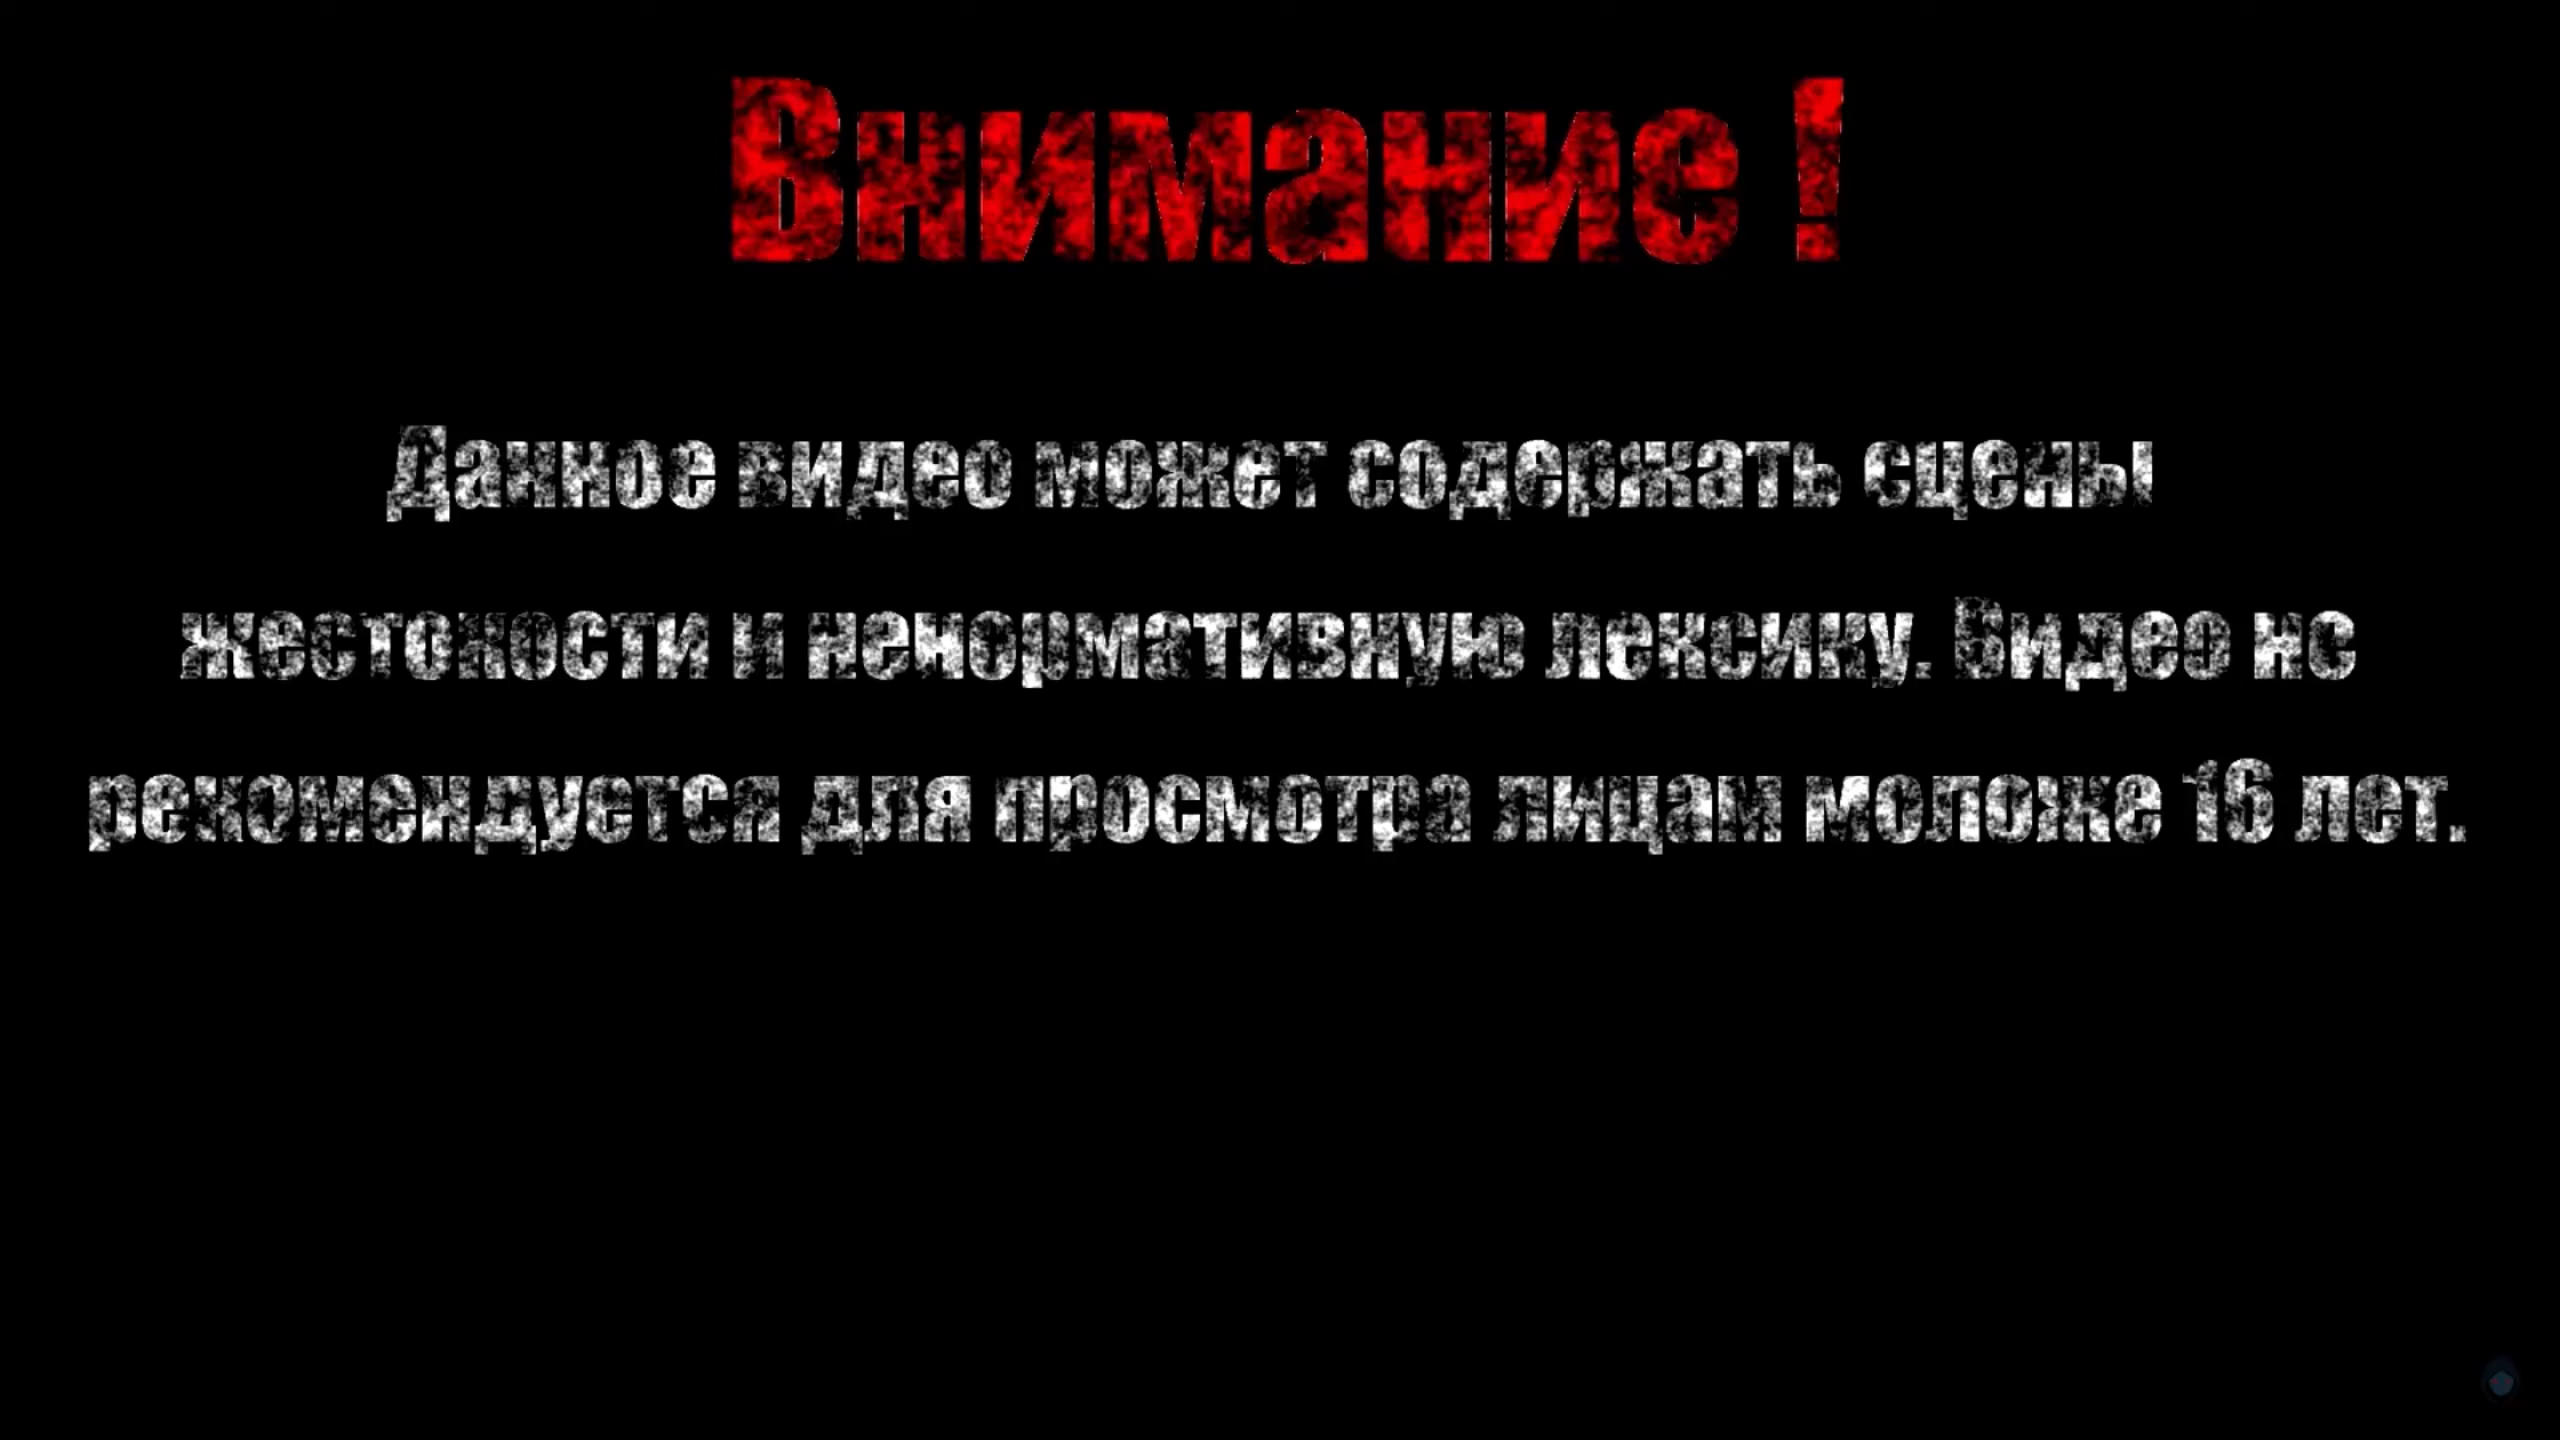 Внимание !
Данное видео может содержать сцены
жестокости и ненормативную лексику. Видео не
рекомендуется для просмотра лицам моложе 16 лет.